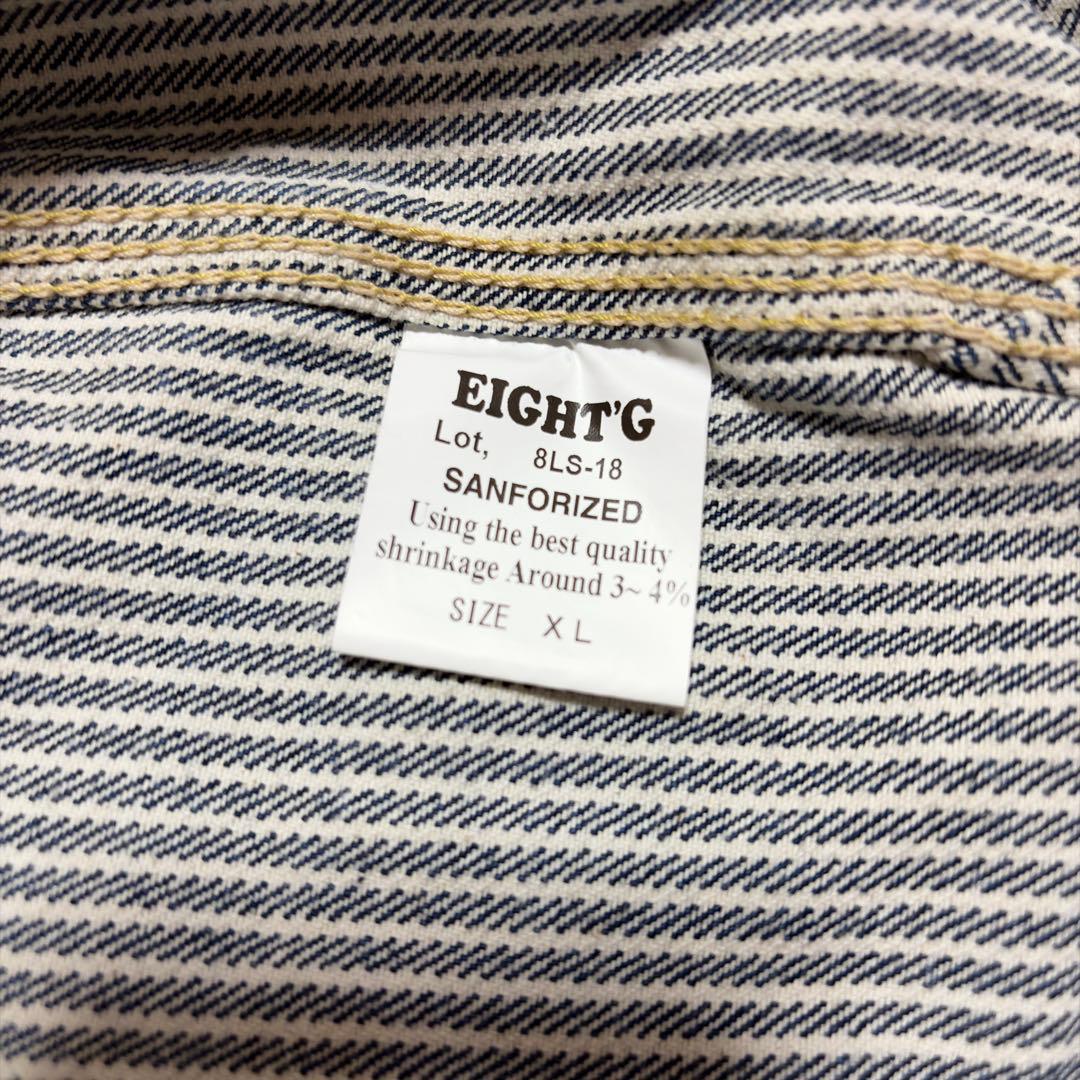 EIGHT'G
Lot, 8LS-18
SANFORIZED
Using the best quality
shrinkage Around 3~4%
SIZE XL